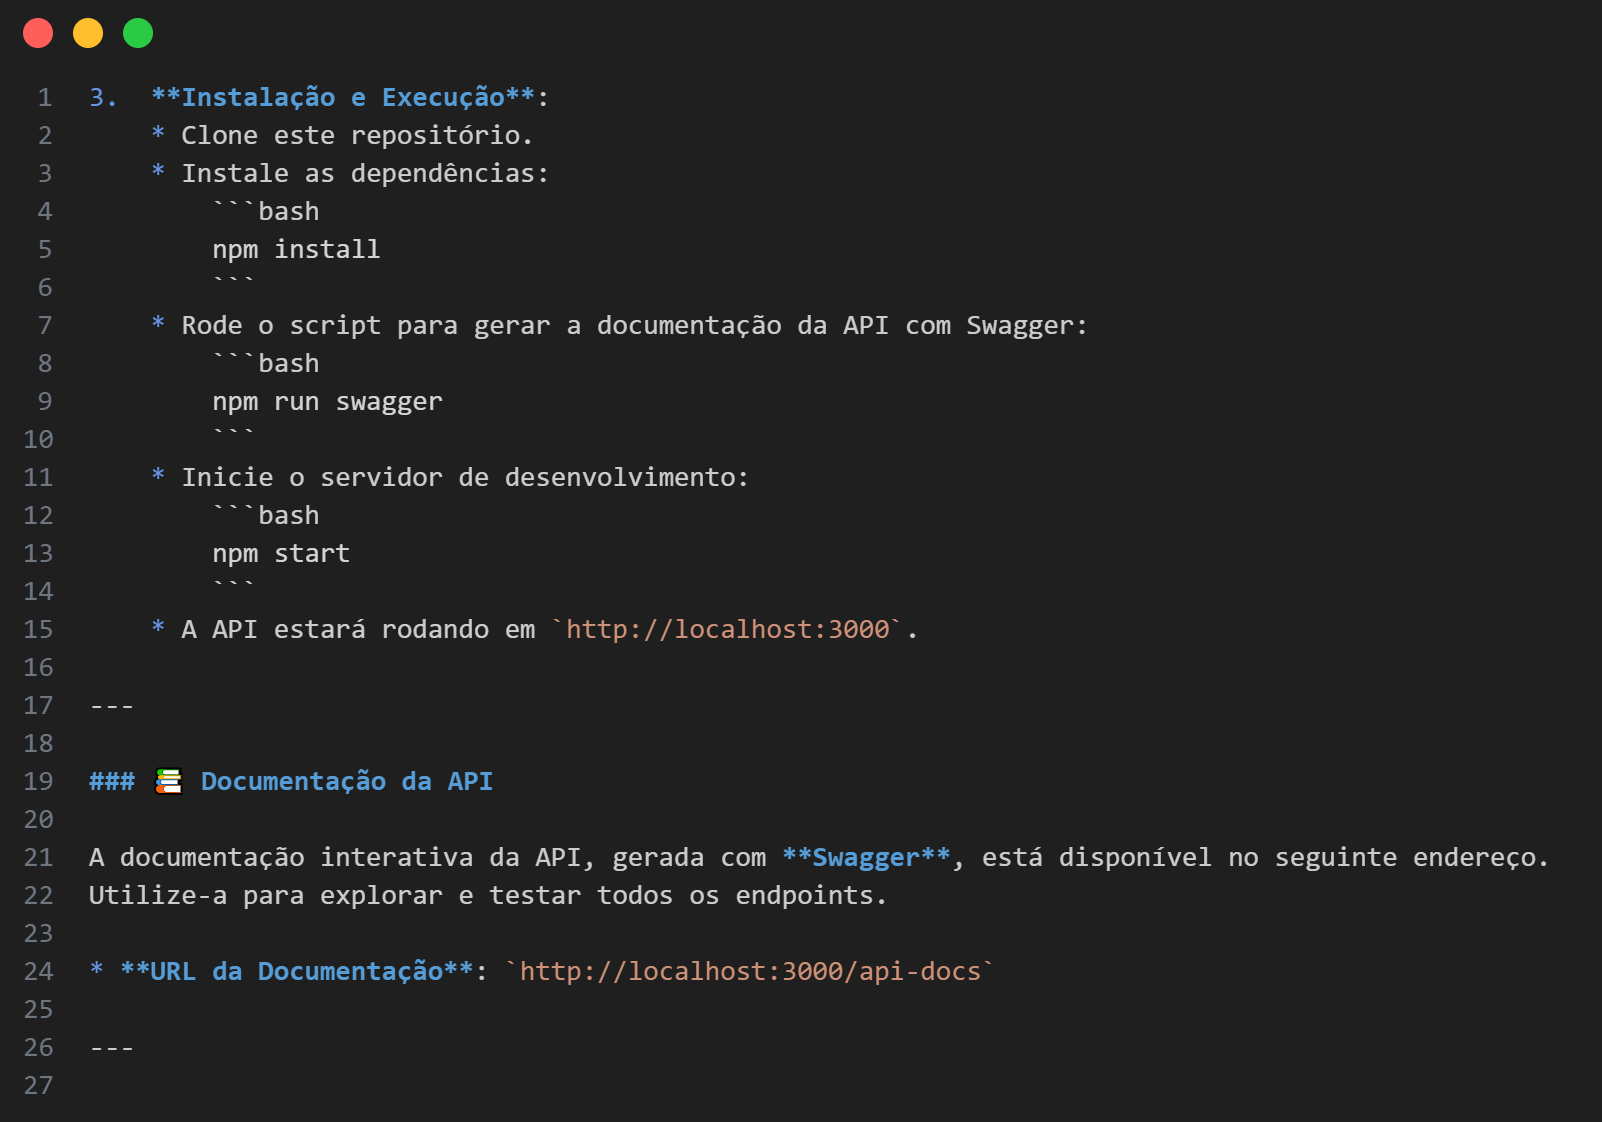 1 3.  **Instalação e Execução**:
2     * Clone este repositório.
3     * Instale as dependências:
4         ```bash
5         npm install
6         ```
7     * Rode o script para gerar a documentação da API com Swagger:
8         ```bash
9         npm run swagger
10         ```
11     * Inicie o servidor de desenvolvimento:
12         ```bash
13         npm start
14         ```
15     * A API estará rodando em `http://localhost:3000`.
16
17 ---
18
19 ### 📚 Documentação da API
20
21 A documentação interativa da API, gerada com **Swagger**, está disponível no seguinte endereço.
22 Utilize-a para explorar e testar todos os endpoints.
23
24 * **URL da Documentação**: `http://localhost:3000/api-docs`
25
26 ---
27